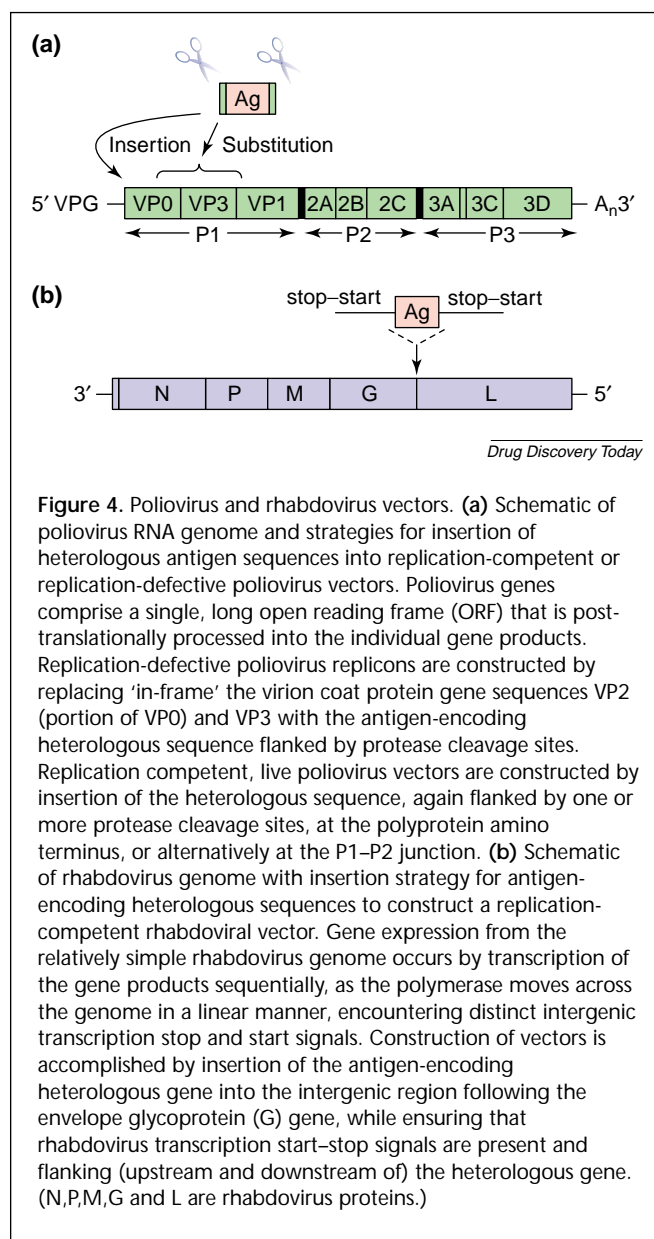 (a)
Ag
Insertion
Substitution
5′ VPG
VP0 VP3 VP1 2A 2B 2C 3A 3C 3D
Aₙ3′
P1 P2 P3
(b)
stop–start
Ag
stop–start
3′ N P M G L 5′
Drug Discovery Today
Figure 4. Poliovirus and rhabdovirus vectors. (a) Schematic of
poliovirus RNA genome and strategies for insertion of
heterologous antigen sequences into replication-competent or
replication-defective poliovirus vectors. Poliovirus genes
comprise a single, long open reading frame (ORF) that is post-
translationally processed into the individual gene products.
Replication-defective poliovirus replicons are constructed by
replacing ‘in-frame’ the virion coat protein gene sequences VP2
(portion of VP0) and VP3 with the antigen-encoding
heterologous sequence flanked by protease cleavage sites.
Replication competent, live poliovirus vectors are constructed by
insertion of the heterologous sequence, again flanked by one or
more protease cleavage sites, at the polyprotein amino
terminus, or alternatively at the P1–P2 junction. (b) Schematic
of rhabdovirus genome with insertion strategy for antigen-
encoding heterologous sequences to construct a replication-
competent rhabdoviral vector. Gene expression from the
relatively simple rhabdovirus genome occurs by transcription of
the gene products sequentially, as the polymerase moves across
the genome in a linear manner, encountering distinct intergenic
transcription stop and start signals. Construction of vectors is
accomplished by insertion of the antigen-encoding
heterologous gene into the intergenic region following the
envelope glycoprotein (G) gene, while ensuring that
rhabdovirus transcription start–stop signals are present and
flanking (upstream and downstream of) the heterologous gene.
(N,P,M,G and L are rhabdovirus proteins.)